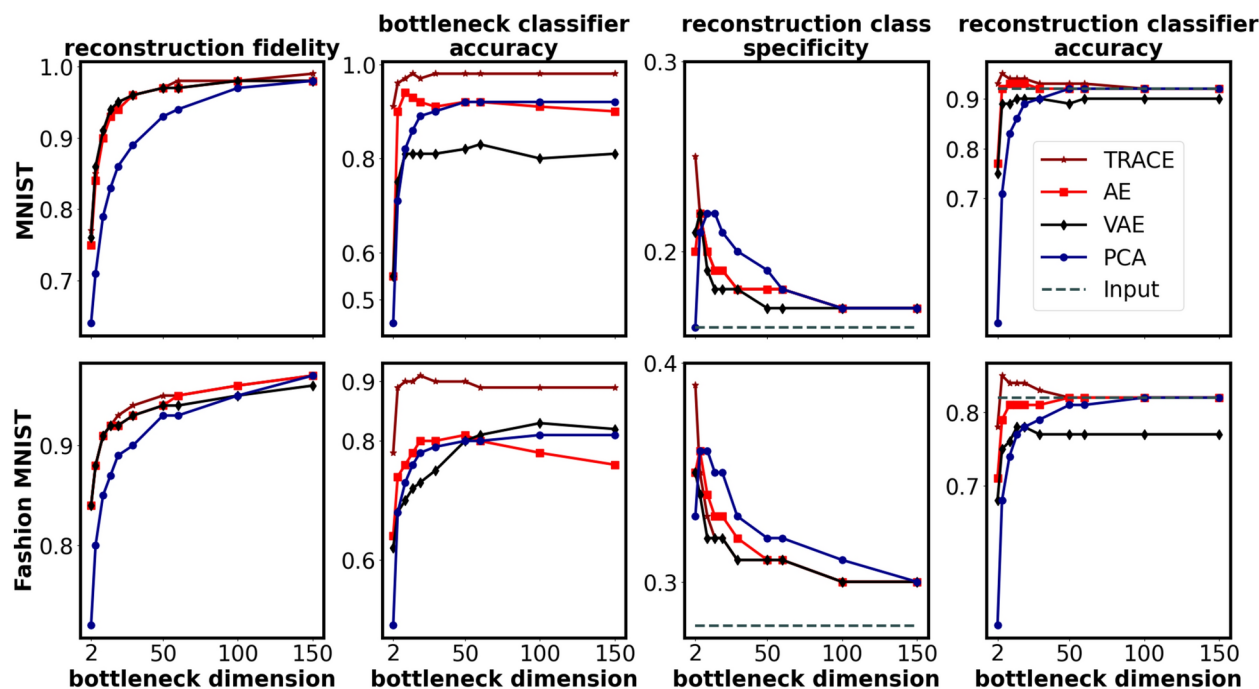 reconstruction fidelity
bottleneck classifier
accuracy
reconstruction class
specificity
reconstruction classifier
accuracy
MNIST
1.0
0.9
0.8
0.7
1.0
0.8
0.6
0.5
0.3
0.2
0.9
0.8
0.7
TRACE
AE
VAE
PCA
Input
Fashion MNIST
0.9
0.8
0.9
0.8
0.6
0.4
0.3
0.8
0.7
2 50 100 150
2 50 100 150
2 50 100 150
2 50 100 150
bottleneck dimension
bottleneck dimension
bottleneck dimension
bottleneck dimension